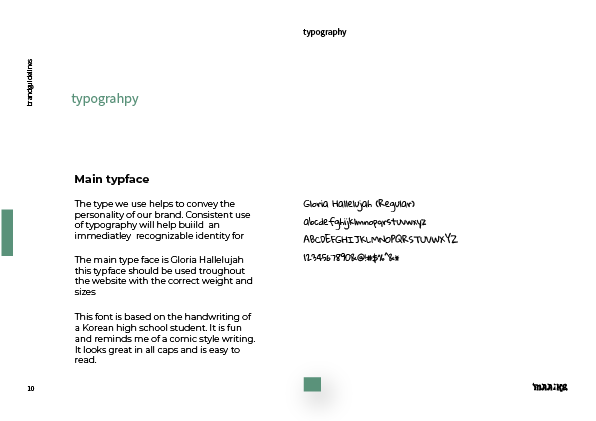 typography
brandguidelines
typograhpy
Main typface
The type we use helps to convey the
personality of our brand. Consistent use
of typography will help buiild an
immediatley recognizable identity for
The main type face is Gloria Hallelujah
this typeface should be used troughout
the website with the correct weight and
sizes
This font is based on the handwriting of
a Korean high school student. It is fun
and reminds me of a comic style writing.
It looks great in all caps and is easy to
read.
Gloria Hallelujah (Regular)
abcdefghijklmnopqrstuvwxyz
ABCDEFGHIJKLMNOPQRSTUVWXYZ
1234567890&@!#$%^&*
10